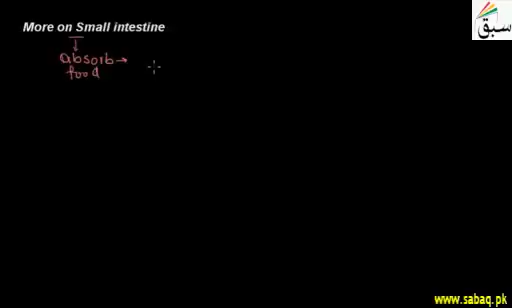 More on Small intestine
سبق
absorb →
food
www.sabaq.pk